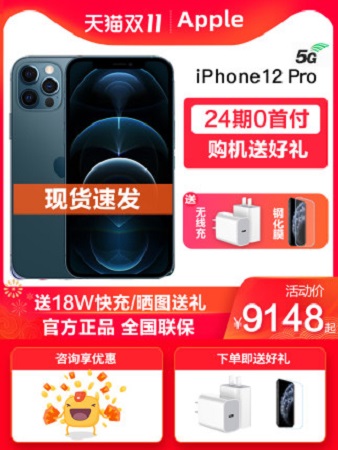 天猫双11 Apple
5G
iPhone12 Pro
24期0首付
购机送好礼
现货速发
送
无线充
钢化膜
送18W快充/晒图送礼
官方正品 全国联保
活动价
¥9148起
咨询享优惠
下单即送好礼